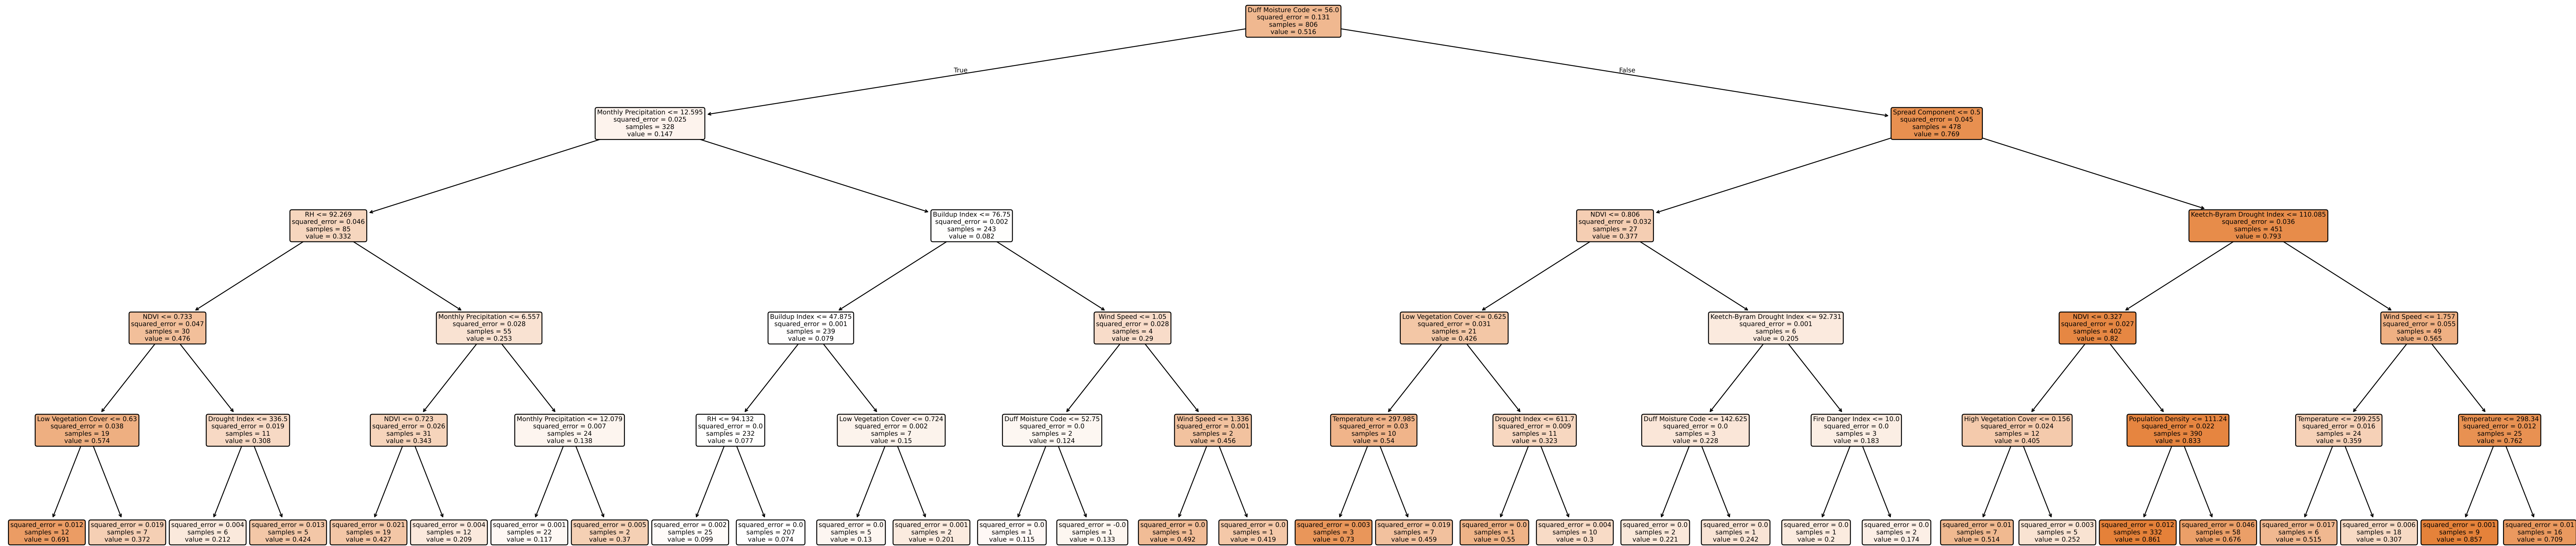 Duff Moisture Code <= 56.0
squared_error = 0.131
samples = 806
value = 0.516
True
False
Monthly Precipitation <= 12.595
squared_error = 0.025
samples = 328
value = 0.147
Spread Component <= 0.5
squared_error = 0.045
samples = 478
value = 0.769
RH <= 92.269
squared_error = 0.046
samples = 85
value = 0.332
Buildup Index <= 76.75
squared_error = 0.002
samples = 243
value = 0.082
NDVI <= 0.806
squared_error = 0.032
samples = 27
value = 0.377
Keetch-Byram Drought Index <= 110.085
squared_error = 0.036
samples = 451
value = 0.793
NDVI <= 0.733
squared_error = 0.047
samples = 30
value = 0.476
Monthly Precipitation <= 6.557
squared_error = 0.028
samples = 55
value = 0.253
Buildup Index <= 47.875
squared_error = 0.001
samples = 239
value = 0.079
Wind Speed <= 1.05
squared_error = 0.028
samples = 4
value = 0.29
Low Vegetation Cover <= 0.625
squared_error = 0.031
samples = 21
value = 0.426
Keetch-Byram Drought Index <= 92.731
squared_error = 0.001
samples = 6
value = 0.205
NDVI <= 0.327
squared_error = 0.027
samples = 402
value = 0.82
Wind Speed <= 1.757
squared_error = 0.055
samples = 49
value = 0.565
Low Vegetation Cover <= 0.63
squared_error = 0.038
samples = 19
value = 0.574
Drought Index <= 336.5
squared_error = 0.019
samples = 11
value = 0.308
NDVI <= 0.723
squared_error = 0.026
samples = 31
value = 0.343
Monthly Precipitation <= 12.079
squared_error = 0.007
samples = 24
value = 0.138
RH <= 94.132
squared_error = 0.0
samples = 232
value = 0.077
Low Vegetation Cover <= 0.724
squared_error = 0.002
samples = 7
value = 0.15
Duff Moisture Code <= 52.75
squared_error = 0.0
samples = 2
value = 0.124
Wind Speed <= 1.336
squared_error = 0.001
samples = 2
value = 0.456
Temperature <= 297.985
squared_error = 0.03
samples = 10
value = 0.54
Drought Index <= 611.7
squared_error = 0.009
samples = 11
value = 0.323
Duff Moisture Code <= 142.625
squared_error = 0.0
samples = 3
value = 0.228
Fire Danger Index <= 10.0
squared_error = 0.0
samples = 3
value = 0.183
High Vegetation Cover <= 0.156
squared_error = 0.024
samples = 12
value = 0.405
Population Density <= 111.24
squared_error = 0.022
samples = 390
value = 0.833
Temperature <= 299.255
squared_error = 0.016
samples = 24
value = 0.359
Temperature <= 298.34
squared_error = 0.012
samples = 25
value = 0.762
squared_error = 0.012
samples = 12
value = 0.691
squared_error = 0.019
samples = 7
value = 0.372
squared_error = 0.004
samples = 6
value = 0.212
squared_error = 0.013
samples = 5
value = 0.424
squared_error = 0.021
samples = 19
value = 0.427
squared_error = 0.004
samples = 12
value = 0.209
squared_error = 0.001
samples = 22
value = 0.117
squared_error = 0.005
samples = 2
value = 0.37
squared_error = 0.002
samples = 25
value = 0.099
squared_error = 0.0
samples = 207
value = 0.074
squared_error = 0.0
samples = 5
value = 0.13
squared_error = 0.001
samples = 2
value = 0.201
squared_error = 0.0
samples = 1
value = 0.115
squared_error = -0.0
samples = 1
value = 0.133
squared_error = 0.0
samples = 1
value = 0.492
squared_error = 0.0
samples = 1
value = 0.419
squared_error = 0.003
samples = 3
value = 0.73
squared_error = 0.019
samples = 7
value = 0.459
squared_error = 0.0
samples = 1
value = 0.55
squared_error = 0.004
samples = 10
value = 0.3
squared_error = 0.0
samples = 2
value = 0.221
squared_error = 0.0
samples = 1
value = 0.242
squared_error = 0.0
samples = 1
value = 0.2
squared_error = 0.0
samples = 2
value = 0.174
squared_error = 0.01
samples = 7
value = 0.514
squared_error = 0.003
samples = 5
value = 0.252
squared_error = 0.012
samples = 332
value = 0.861
squared_error = 0.046
samples = 58
value = 0.676
squared_error = 0.017
samples = 6
value = 0.515
squared_error = 0.006
samples = 18
value = 0.307
squared_error = 0.001
samples = 9
value = 0.857
squared_error = 0.01
samples = 16
value = 0.709